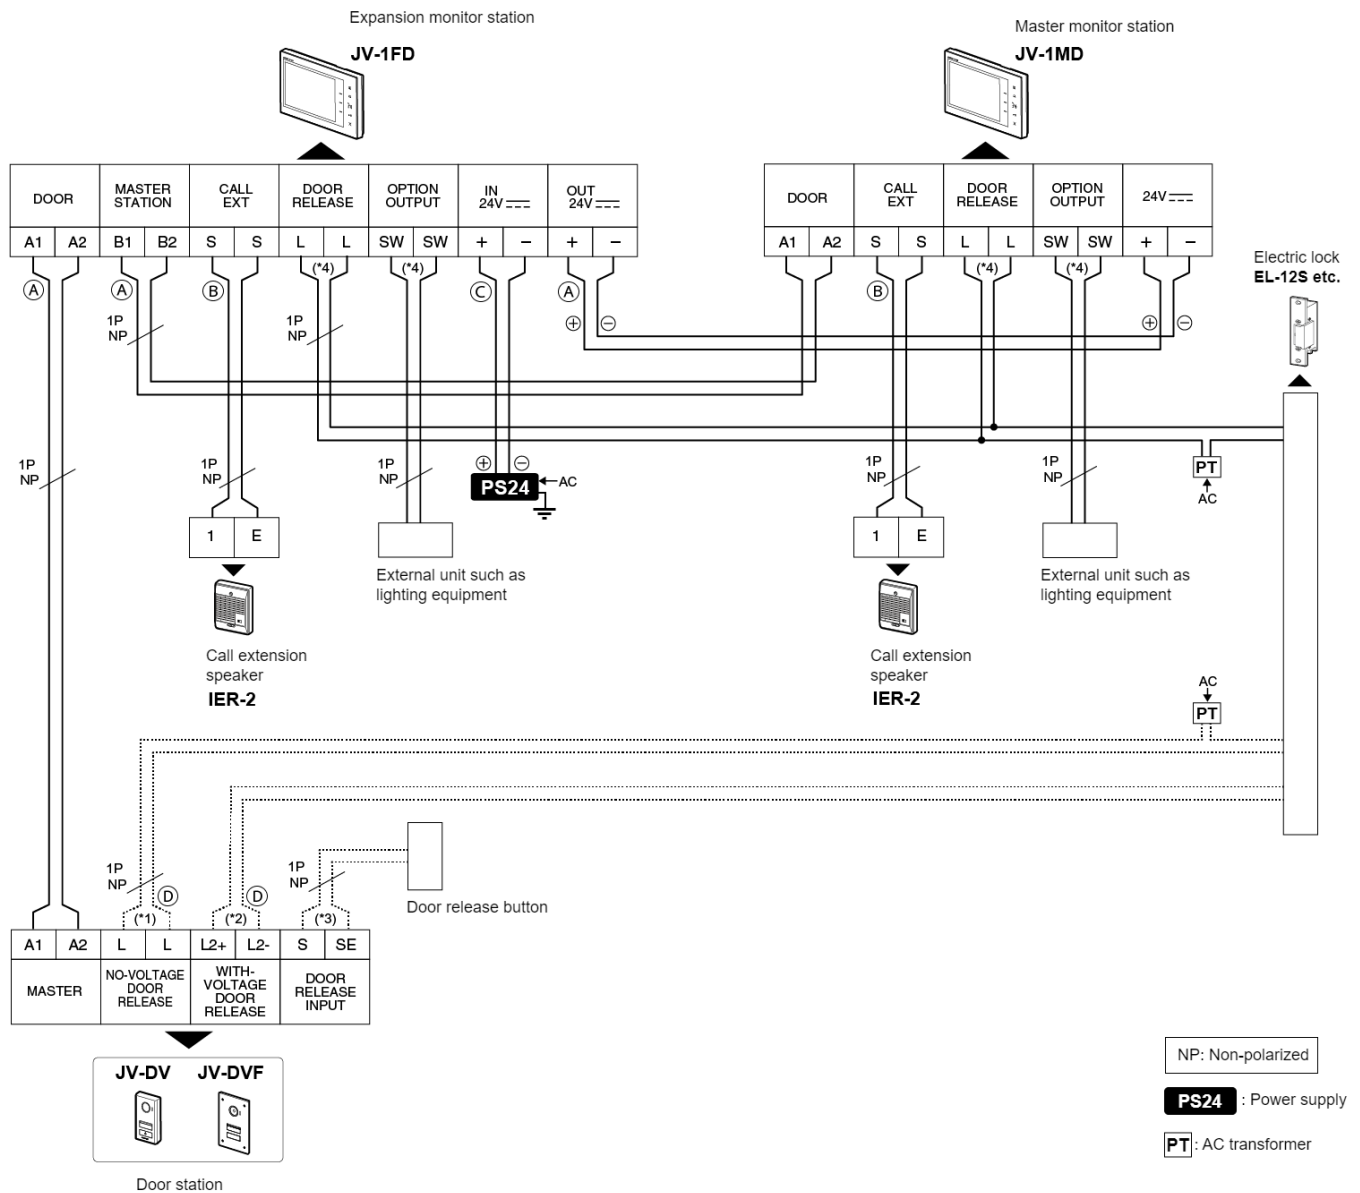 Expansion monitor station
JV-1FD
Master monitor station
JV-1MD
DOOR
MASTER
STATION
CALL
EXT
DOOR
RELEASE
OPTION
OUTPUT
IN
24V
OUT
24V
A1 A2 B1 B2 S S L L SW SW + − + −
DOOR
CALL
EXT
DOOR
RELEASE
OPTION
OUTPUT
24V
A1 A2 S S L L SW SW + −
(*4)
(*4)
(*4)
(*4)
A
A
B
C
A
B
+ −
+ −
1P
NP
1P
NP
Electric lock
EL-12S etc.
1P
NP
1P
NP
1P
NP
+ −
PS24
AC
1P
NP
1P
NP
PT
AC
1 E
1 E
External unit such as
lighting equipment
External unit such as
lighting equipment
Call extension
speaker
IER-2
Call extension
speaker
IER-2
AC
PT
1P
NP
D
D
1P
NP
Door release button
(*1)
(*2)
(*3)
A1 A2 L L L2+ L2- S SE
MASTER
NO-VOLTAGE
DOOR
RELEASE
WITH-
VOLTAGE
DOOR
RELEASE
DOOR
RELEASE
INPUT
JV-DV JV-DVF
Door station
NP: Non-polarized
PS24 : Power supply
PT : AC transformer